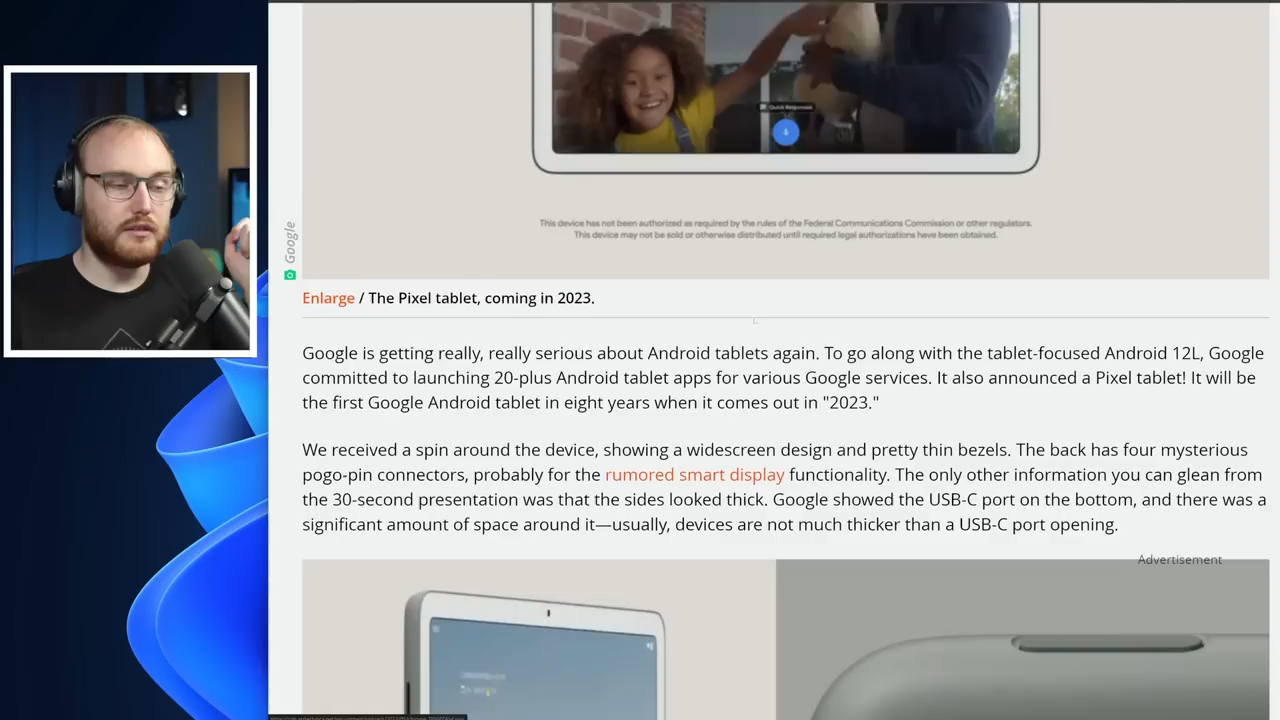 Quick Responses
This device has not been authorized as required by the rules of the Federal Communications Commission or other regulators.
This device may not be sold or otherwise distributed until required legal authorizations have been obtained.
Google
Enlarge / The Pixel tablet, coming in 2023.
Google is getting really, really serious about Android tablets again. To go along with the tablet-focused Android 12L, Google
committed to launching 20-plus Android tablet apps for various Google services. It also announced a Pixel tablet! It will be
the first Google Android tablet in eight years when it comes out in "2023."
We received a spin around the device, showing a widescreen design and pretty thin bezels. The back has four mysterious
pogo-pin connectors, probably for the rumored smart display functionality. The only other information you can glean from
the 30-second presentation was that the sides looked thick. Google showed the USB-C port on the bottom, and there was a
significant amount of space around it—usually, devices are not much thicker than a USB-C port opening.
Advertisement